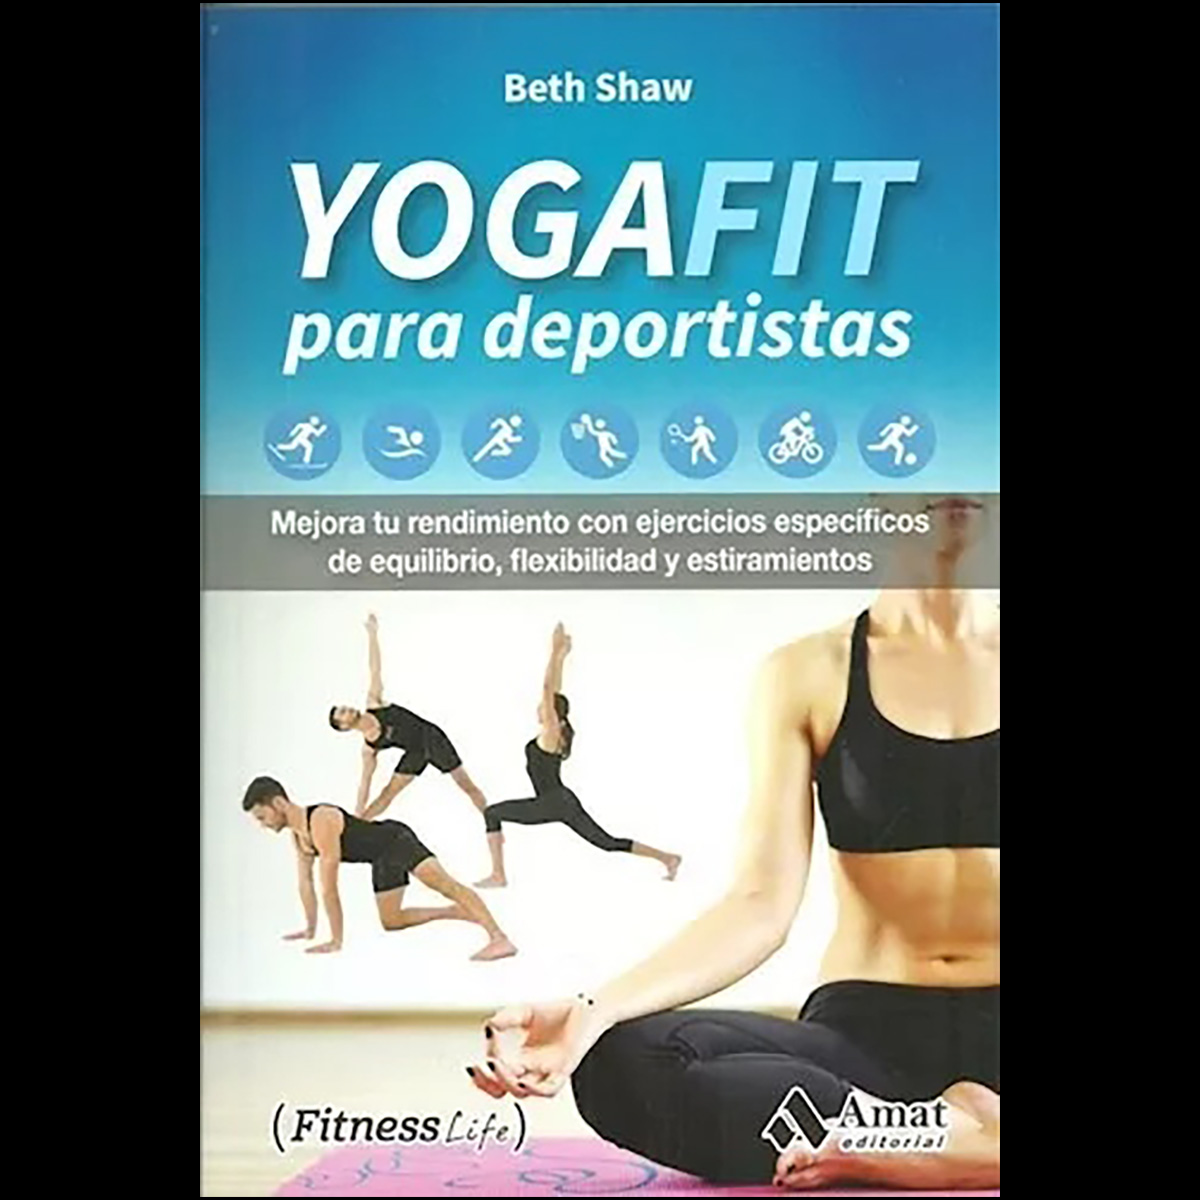 Beth Shaw
YOGAFIT
para deportistas
Mejora tu rendimiento con ejercicios específicos
de equilibrio, flexibilidad y estiramientos
(Fitness Life)
Amat
editorial